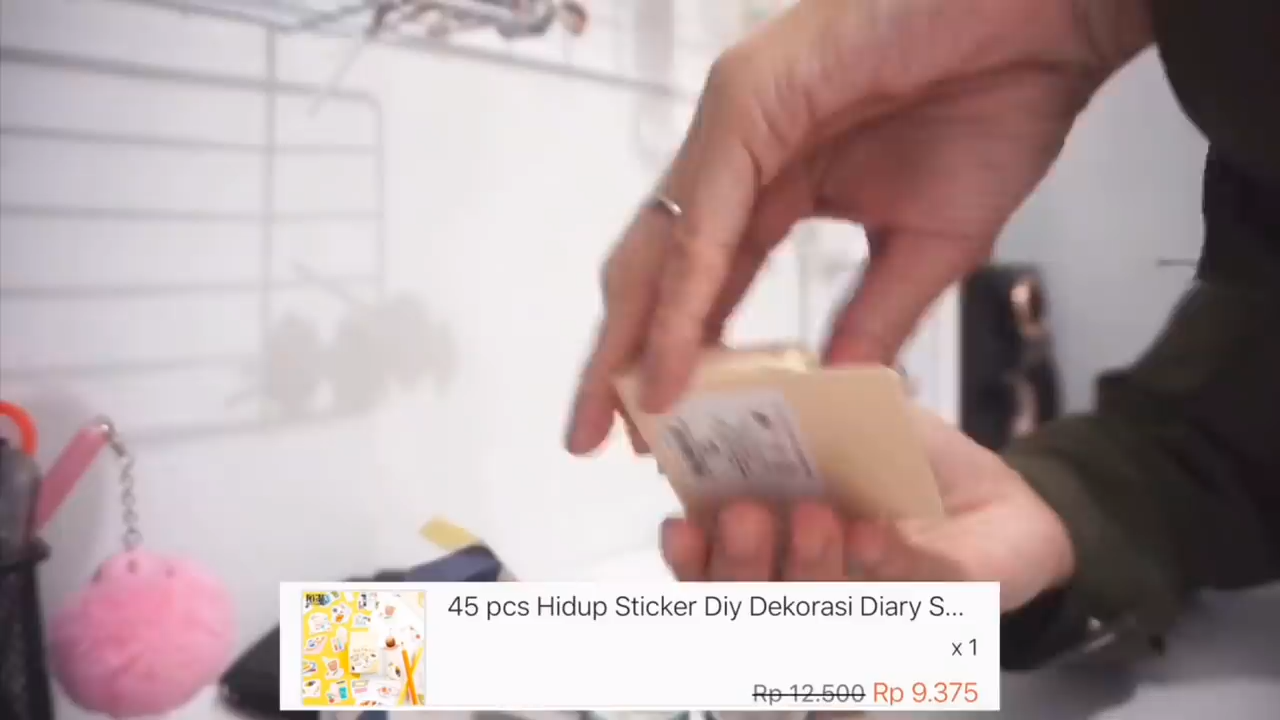 45 pcs Hidup Sticker Diy Dekorasi Diary S...
x 1
Rp 12.500 Rp 9.375